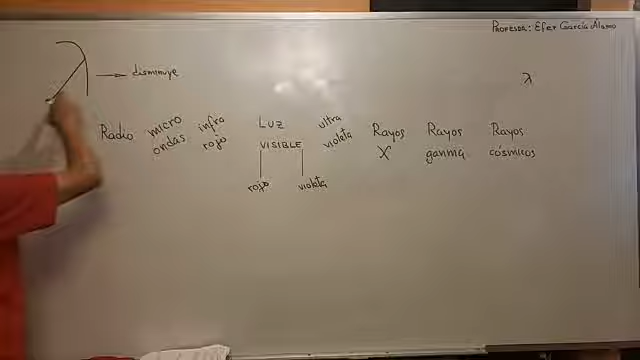 Profesor: Efer García Álamo
λ → disminuye
λ
Radio micro ondas infra rojo LUZ VISIBLE ultra violeta Rayos X Rayos gamma Rayos cósmicos
rojo violeta